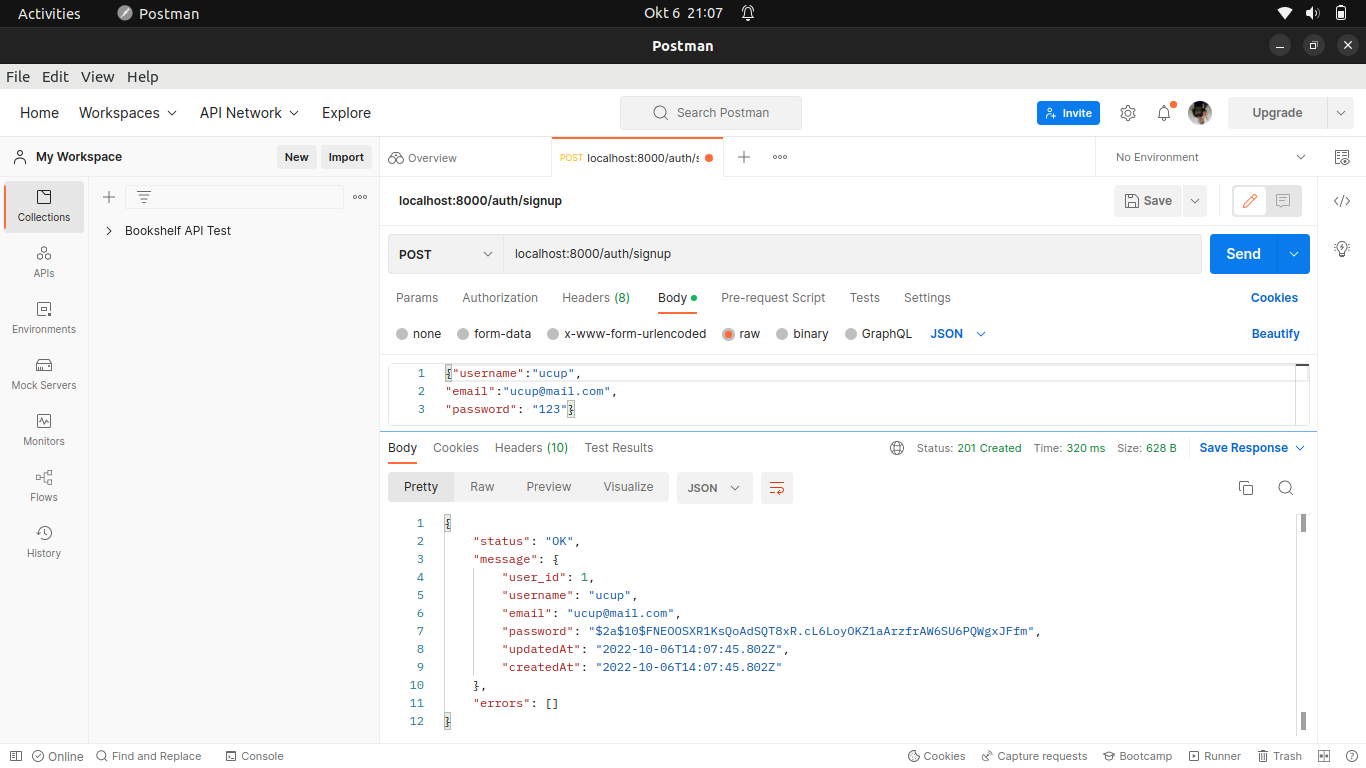 Activities Postman Okt 6 21:07
Postman
File Edit View Help
Home Workspaces API Network Explore Search Postman Invite Upgrade
My Workspace New Import Overview POST localhost:8000/auth/s No Environment
Collections
APIs
Environments
Mock Servers
Monitors
Flows
History
Bookshelf API Test
localhost:8000/auth/signup Save
POST localhost:8000/auth/signup Send
Params Authorization Headers (8) Body Pre-request Script Tests Settings Cookies
none form-data x-www-form-urlencoded raw binary GraphQL JSON Beautify
1 {"username":"ucup",
2 "email":"ucup@mail.com",
3 "password": "123"}
Body Cookies Headers (10) Test Results Status: 201 Created Time: 320 ms Size: 628 B Save Response
Pretty Raw Preview Visualize JSON
1 {
2 "status": "OK",
3 "message": {
4 "user_id": 1,
5 "username": "ucup",
6 "email": "ucup@mail.com",
7 "password": "$2a$10$FNEOOSXR1KsQoAdSQT8xR.cL6LoyOKZ1aArzfrAW6SU6PQWgxJFfm",
8 "updatedAt": "2022-10-06T14:07:45.802Z",
9 "createdAt": "2022-10-06T14:07:45.802Z"
10 },
11 "errors": []
12 }
Online Find and Replace Console Cookies Capture requests Bootcamp Runner Trash